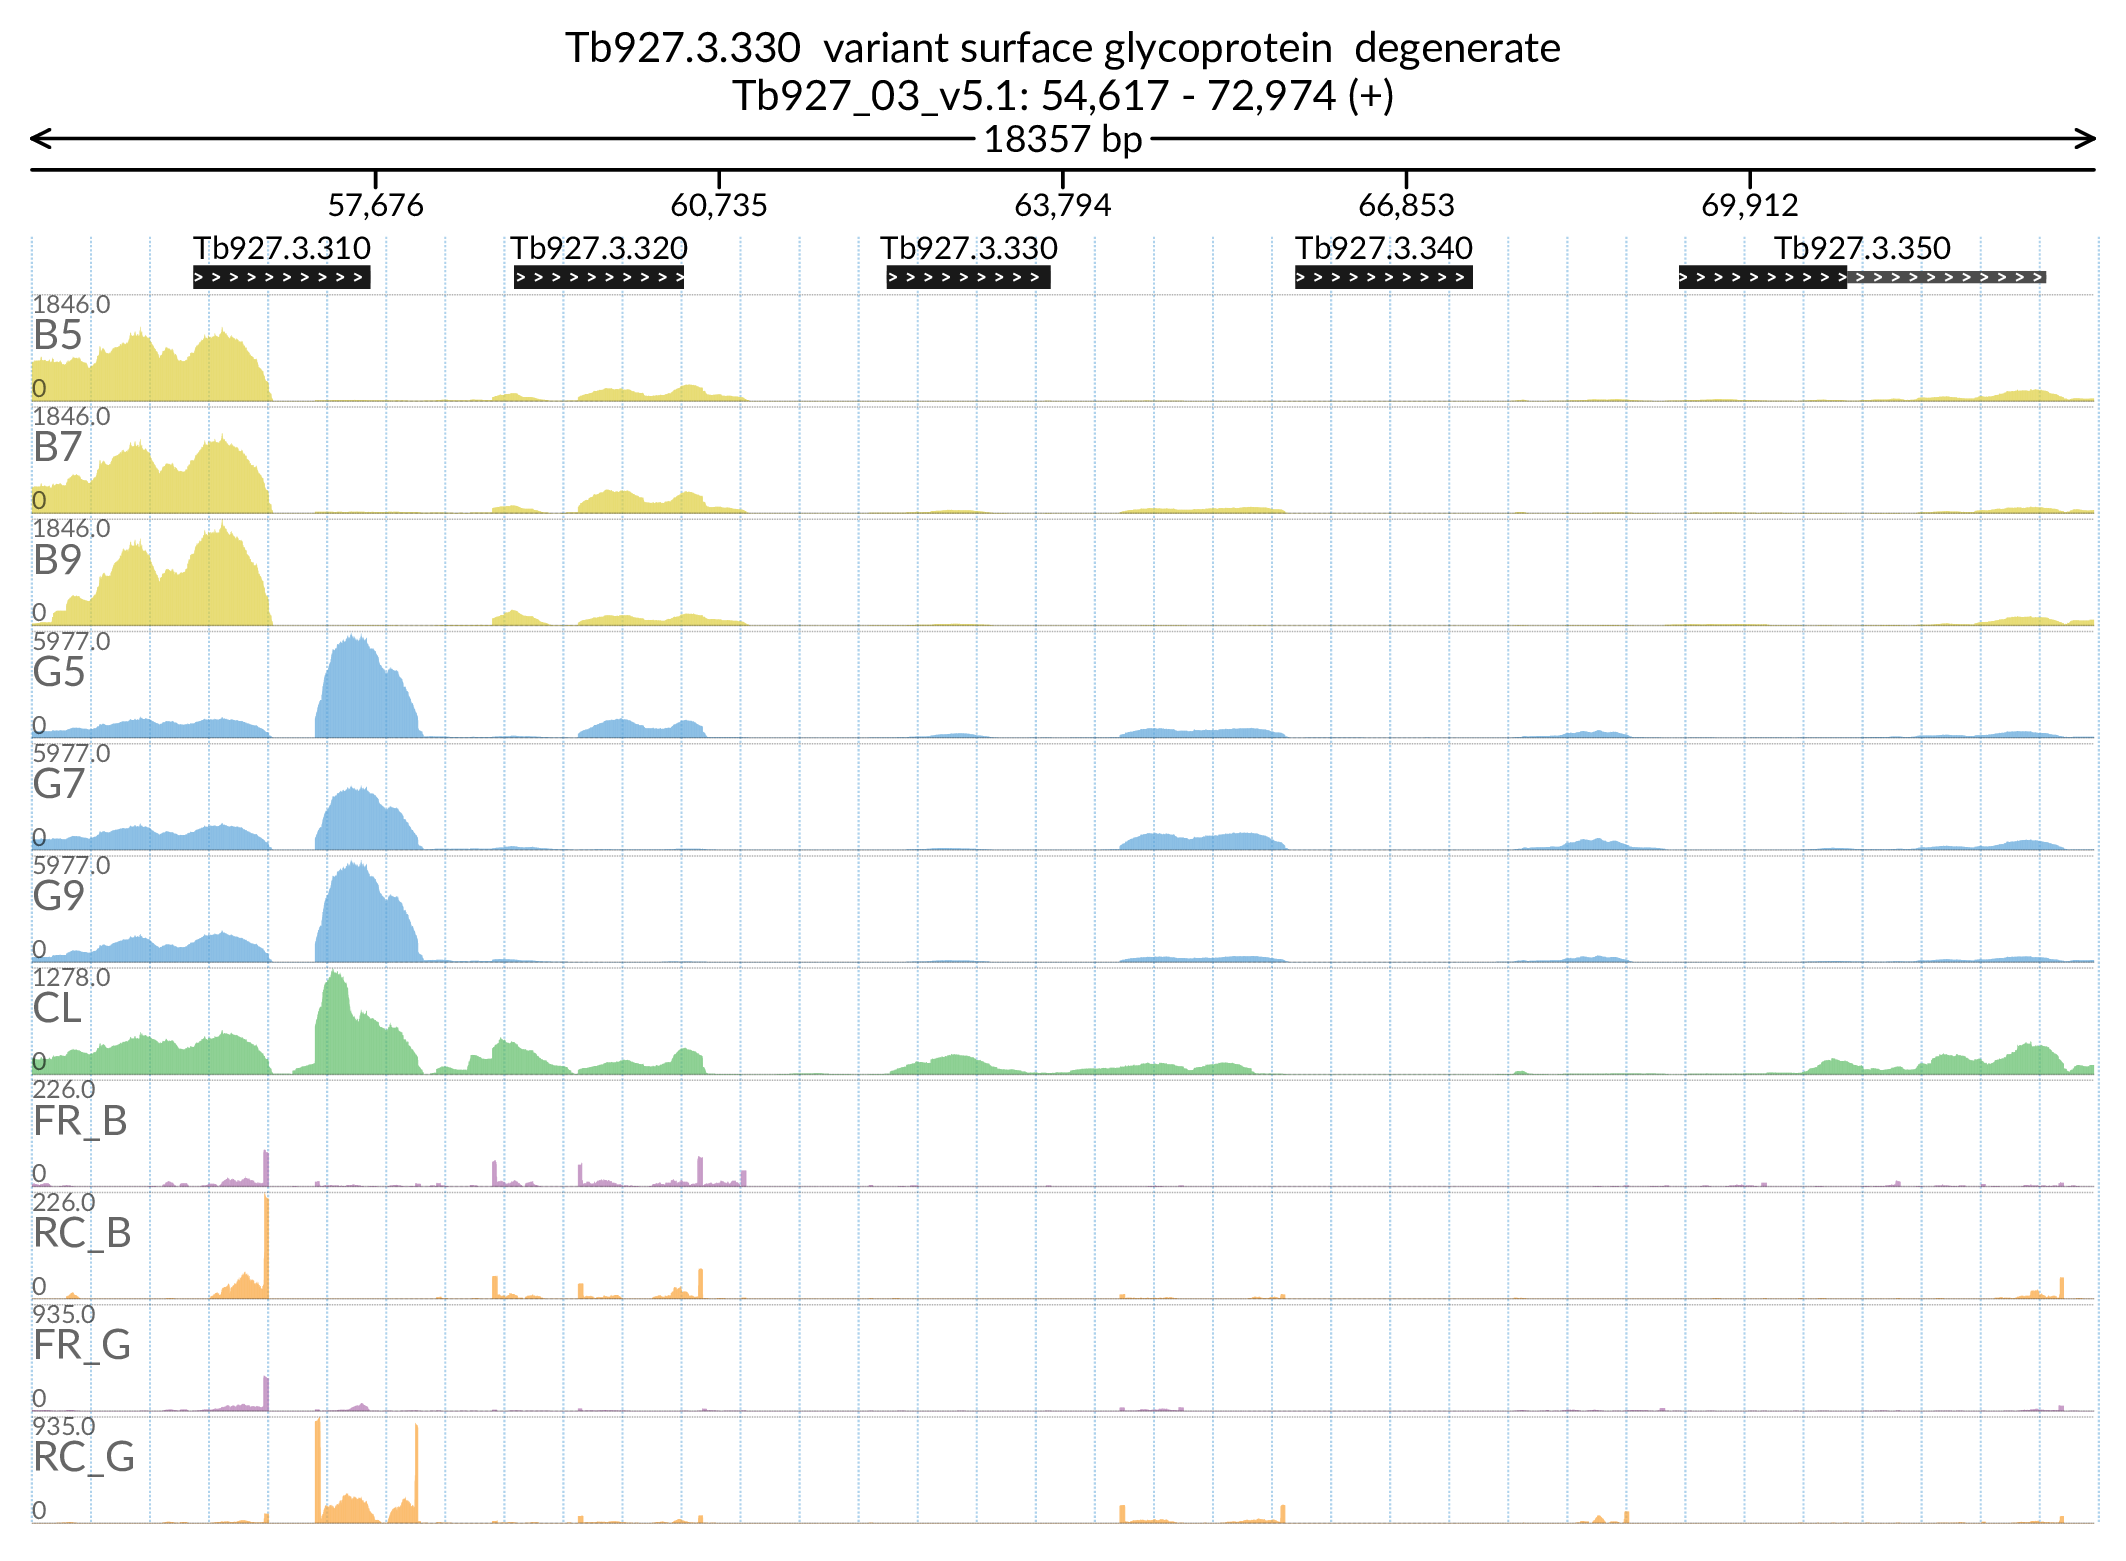 Tb927.3.330 variant surface glycoprotein degenerate
Tb927_03_v5.1: 54,617 - 72,974 (+)
18357 bp
57,676 60,735 63,794 66,853 69,912
Tb927.3.310 Tb927.3.320 Tb927.3.330 Tb927.3.340 Tb927.3.350
1846.0
B5
0
1846.0
B7
0
1846.0
B9
0
5977.0
G5
0
5977.0
G7
0
5977.0
G9
0
1278.0
CL
0
226.0
FR_B
0
226.0
RC_B
0
935.0
FR_G
0
935.0
RC_G
0